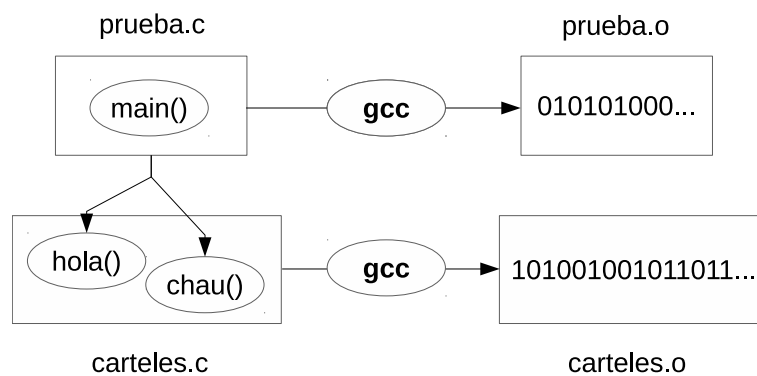 prueba.c
prueba.o
main()
gcc
010101000...
hola()
chau()
gcc
101001001011011...
carteles.c
carteles.o